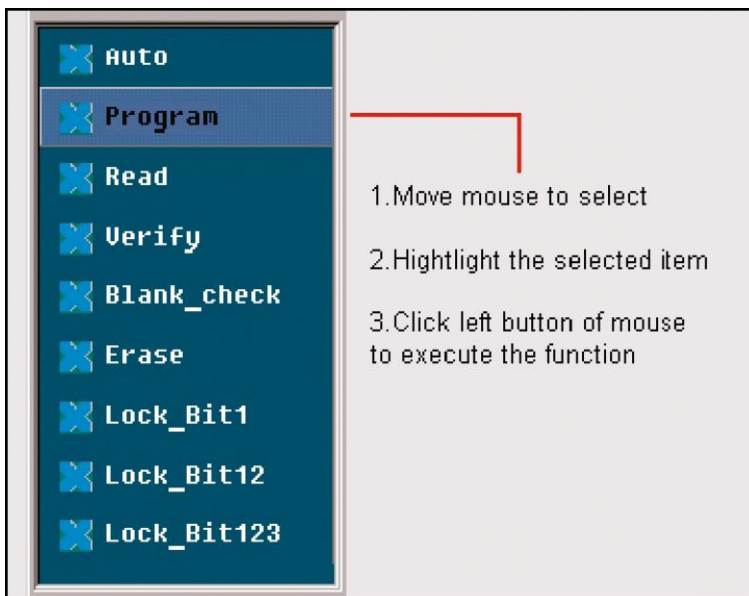 Auto
Program
Read
Verify
Blank_check
Erase
Lock_Bit1
Lock_Bit12
Lock_Bit123
1.Move mouse to select
2.Hightlight the selected item
3.Click left button of mouse
to execute the function